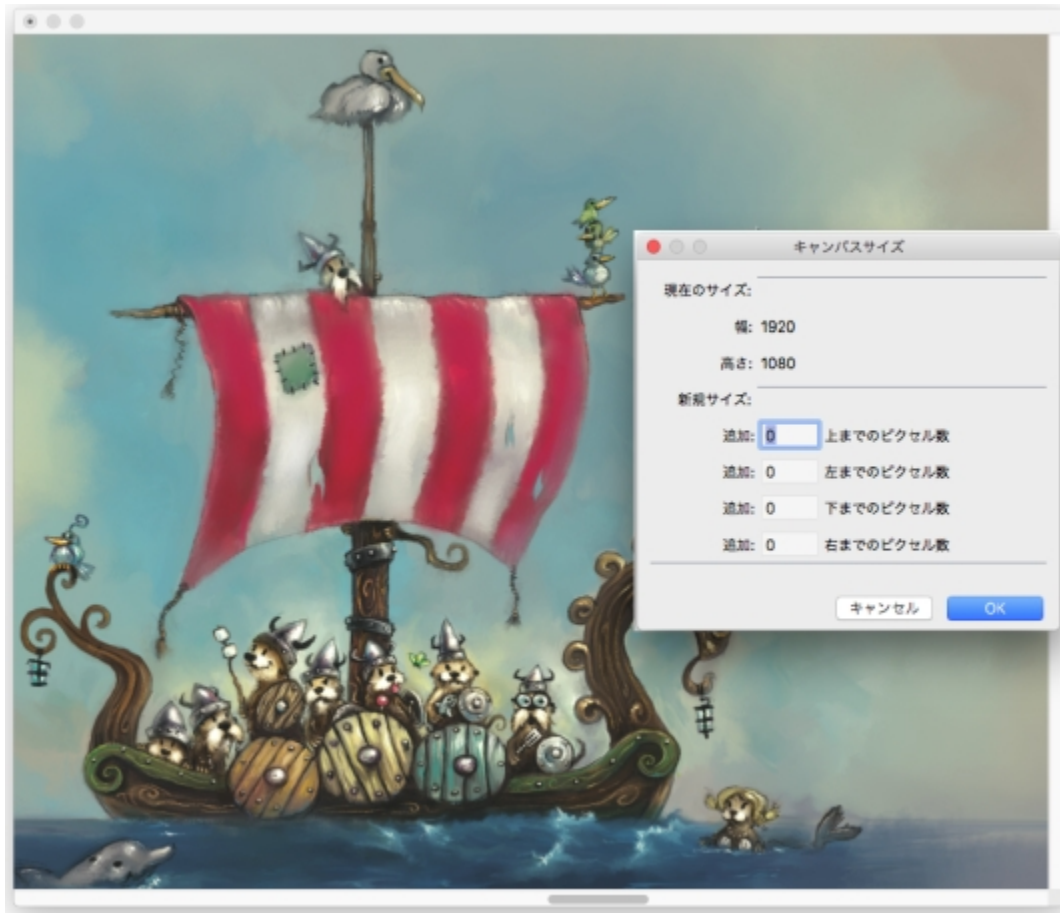 キャンバスサイズ
現在のサイズ:
幅: 1920
高さ: 1080
新規サイズ:
追加: 0 上までのピクセル数
追加: 0 左までのピクセル数
追加: 0 下までのピクセル数
追加: 0 右までのピクセル数
キャンセル OK